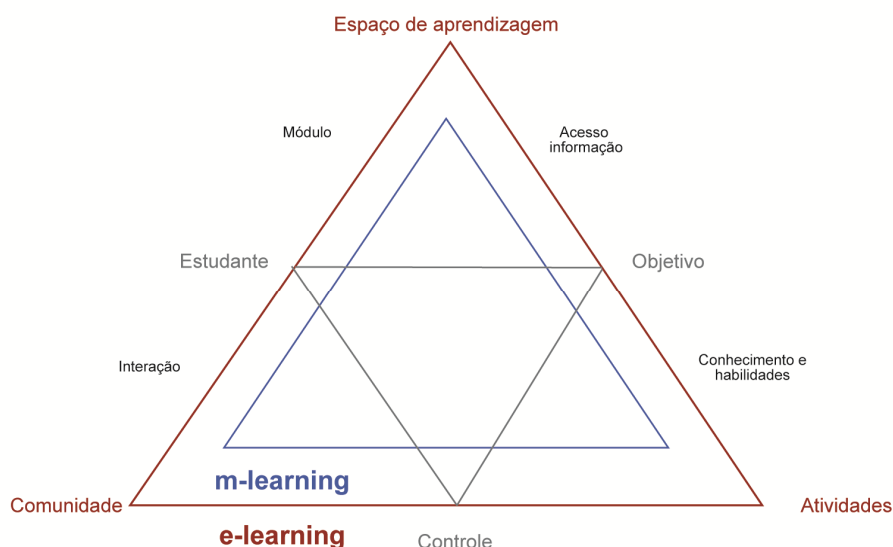 Espaço de aprendizagem
Módulo
Acesso
informação
Estudante
Objetivo
Interação
Conhecimento e
habilidades
m-learning
Comunidade
Atividades
e-learning
Controle